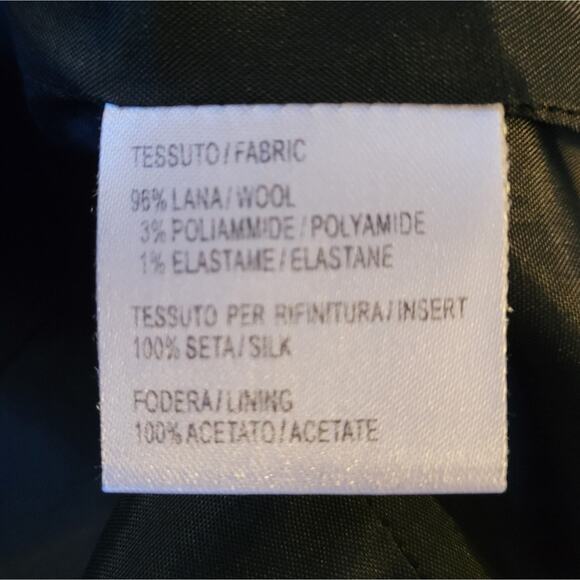 TESSUTO/FABRIC
96% LANA/WOOL
3% POLIAMMIDE/POLYAMIDE
1% ELASTAME/ELASTANE
TESSUTO PER RIFINITURA/INSERT
100% SETA/SILK
FODERA/LINING
100% ACETATO/ACETATE